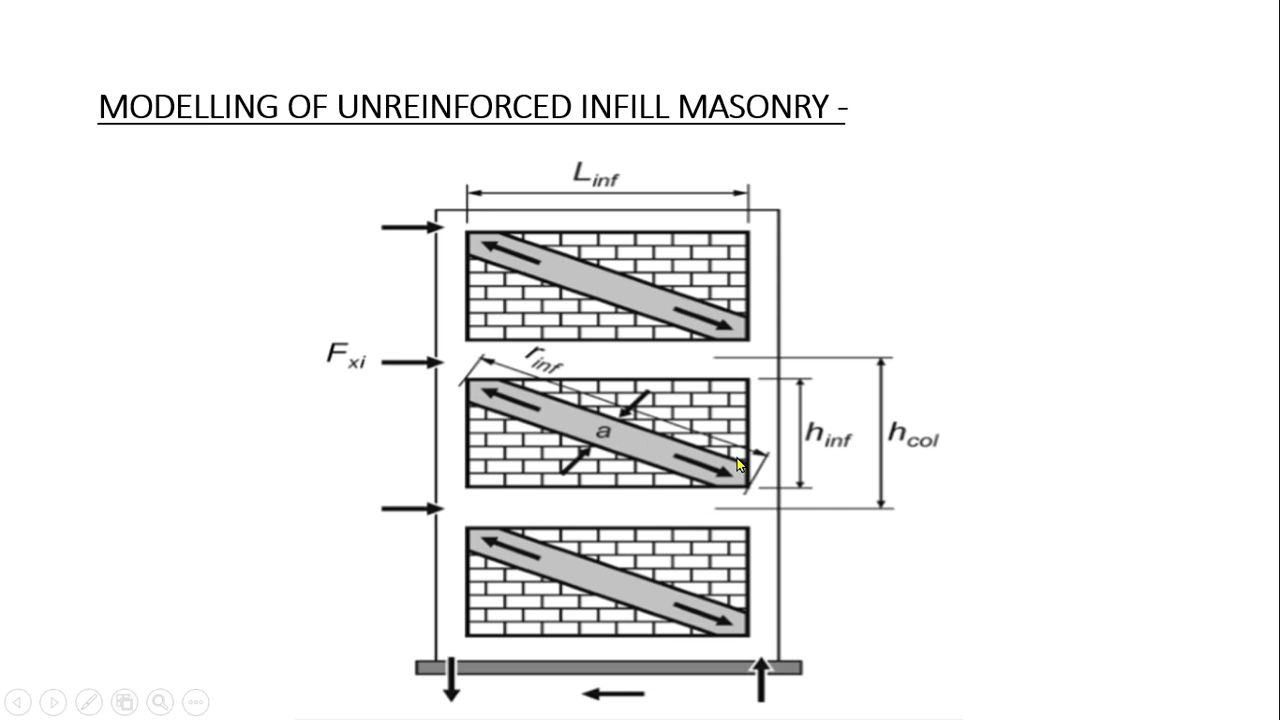 MODELLING OF UNREINFORCED INFILL MASONRY -
Linf
Fxi
rinf
a
hinf
hcol